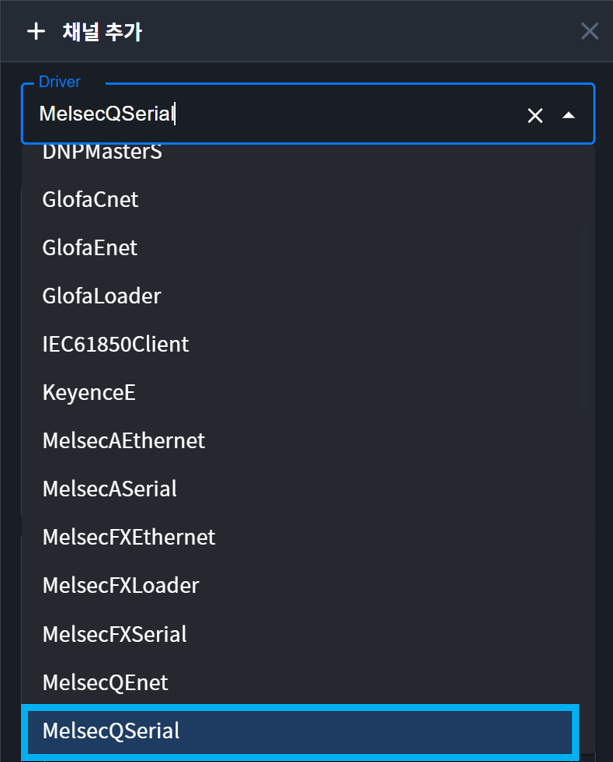 채널 추가
Driver
MelsecQSerial
DNPMasterS
GlofaCnet
GlofaEnet
GlofaLoader
IEC61850Client
KeyenceE
MelsecAEthernet
MelsecASerial
MelsecFXEthernet
MelsecFXLoader
MelsecFXSerial
MelsecQEnet
MelsecQSerial